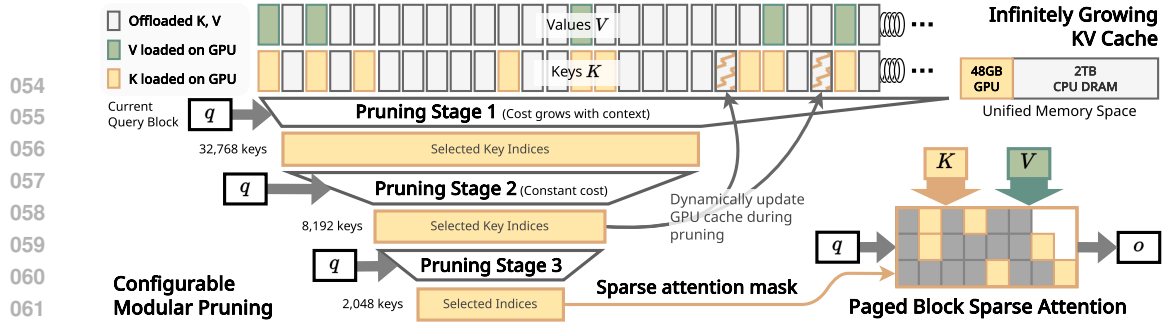 Offloaded K, V
V loaded on GPU
K loaded on GPU
Values V
Keys K
...
...
Infinitely Growing
KV Cache
48GB
GPU
2TB
CPU DRAM
Unified Memory Space
054
055
056
057
058
059
060
061
Current
Query Block
q
Pruning Stage 1 (Cost grows with context)
32,768 keys
Selected Key Indices
q
Pruning Stage 2 (Constant cost)
8,192 keys
Selected Key Indices
Dynamically update
GPU cache during
pruning
q
Pruning Stage 3
2,048 keys
Selected Indices
Configurable
Modular Pruning
Sparse attention mask
K
V
q
o
Paged Block Sparse Attention